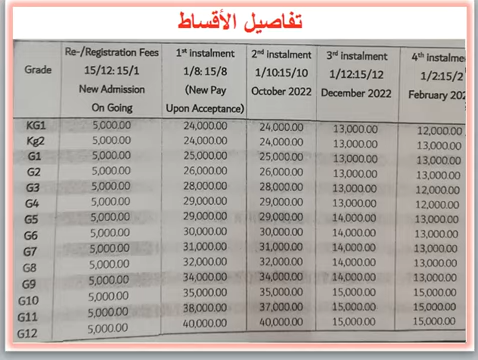 تفاصيل الأقساط
Grade Re-/Registration Fees 15/12: 15/1 New Admission On Going
1st instalment 1/8: 15/8 (New Pay Upon Acceptance)
2nd instalment 1/10:15/10 October 2022
3rd instalment 1/12:15/12 December 2022
4th instalme 1/2:15/2 February 202
KG1 5,000.00 24,000.00 24,000.00 13,000.00 12,000.00
Kg2 5,000.00 24,000.00 24,000.00 13,000.00 13,000.00
G1 5,000.00 25,000.00 25,000.00 13,000.00 13,000.00
G2 5,000.00 26,000.00 26,000.00 13,000.00 13,000.00
G3 5,000.00 28,000.00 28,000.00 13,000.00 12,000.00
G4 5,000.00 29,000.00 29,000.00 13,000.00 12,000.00
G5 5,000.00 29,000.00 29,000.00 14,000.00 13,000.00
G6 5,000.00 30,000.00 30,000.00 14,000.00 13,000.00
G7 5,000.00 31,000.00 31,000.00 14,000.00 13,000.00
G8 5,000.00 32,000.00 32,000.00 14,000.00 13,000.00
G9 5,000.00 34,000.00 34,000.00 14,000.00 13,000.00
G10 5,000.00 35,000.00 35,000.00 15,000.00 15,000.00
G11 5,000.00 38,000.00 37,000.00 15,000.00 15,000.00
G12 5,000.00 40,000.00 40,000.00 15,000.00 15,000.00